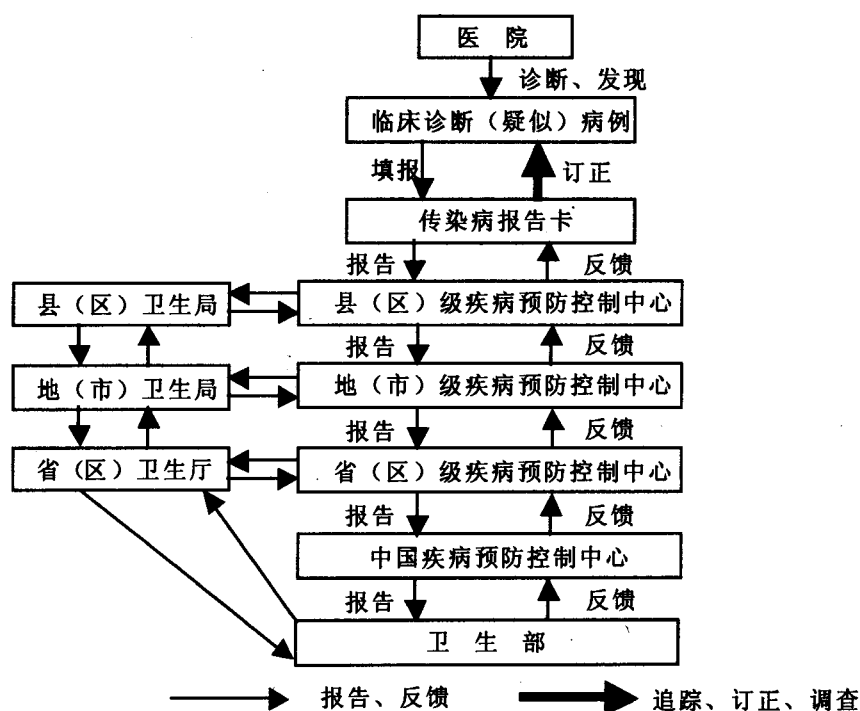 医 院
诊断、发现
临床诊断（疑似）病例
填报 订正
传染病报告卡
报告 反馈
县（区）卫生局 县（区）级疾病预防控制中心
报告 反馈
地（市）卫生局 地（市）级疾病预防控制中心
报告 反馈
省（区）卫生厅 省（区）级疾病预防控制中心
报告 反馈
中国疾病预防控制中心
报告 反馈
卫 生 部
报告、反馈 追踪、订正、调查